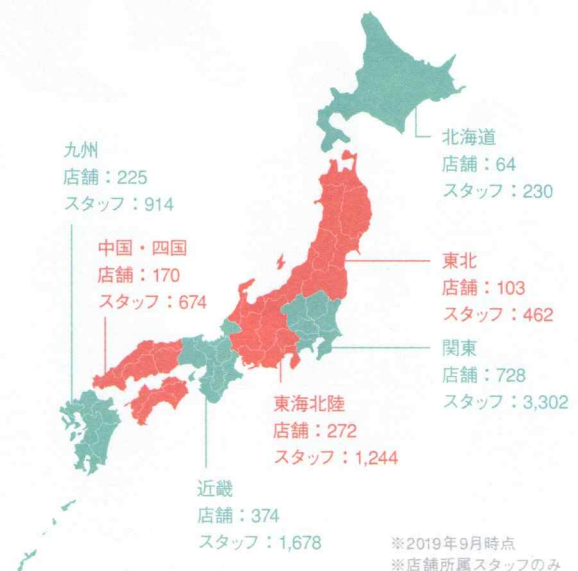 北海道
店舗：64
スタッフ：230
九州
店舗：225
スタッフ：914
中国・四国
店舗：170
スタッフ：674
東北
店舗：103
スタッフ：462
関東
店舗：728
スタッフ：3,302
東海北陸
店舗：272
スタッフ：1,244
近畿
店舗：374
スタッフ：1,678
※2019年9月時点
※店舗所属スタッフのみ